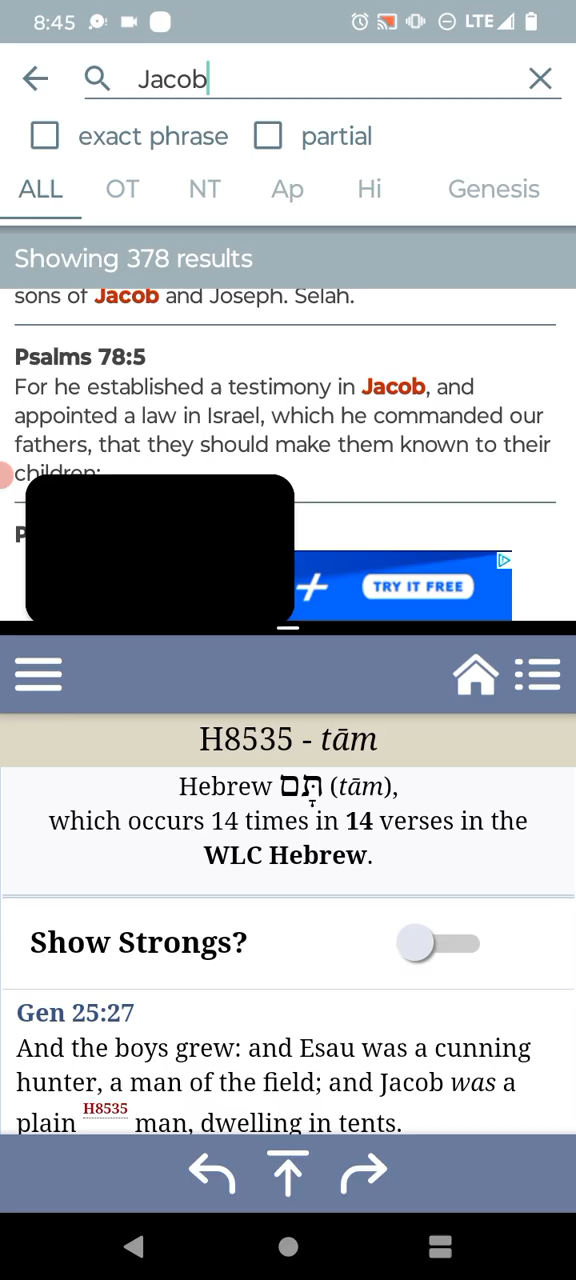 8:45 LTE
Jacob
exact phrase partial
ALL OT NT Ap Hi Genesis
Showing 378 results
sons of Jacob and Joseph. Selah.
Psalms 78:5
For he established a testimony in Jacob, and
appointed a law in Israel, which he commanded our
fathers, that they should make them known to their
children:
TRY IT FREE
H8535 - tām
Hebrew תָּם (tām),
which occurs 14 times in 14 verses in the
WLC Hebrew.
Show Strongs?
Gen 25:27
And the boys grew: and Esau was a cunning
hunter, a man of the field; and Jacob was a
plain H8535 man, dwelling in tents.